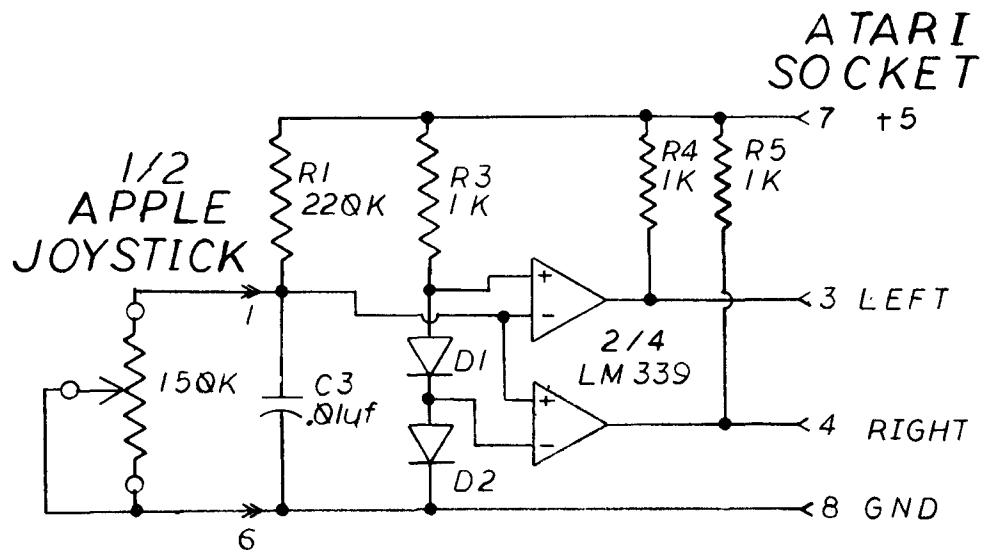 ATARI
SOCKET
7 +5
1/2
APPLE
JOYSTICK
R1
220K
R3
1K
R4
1K
R5
1K
1
+
-
3 LEFT
2/4
LM339
150K
C3
.01uf
D1
+
-
4 RIGHT
D2
6
8 GND